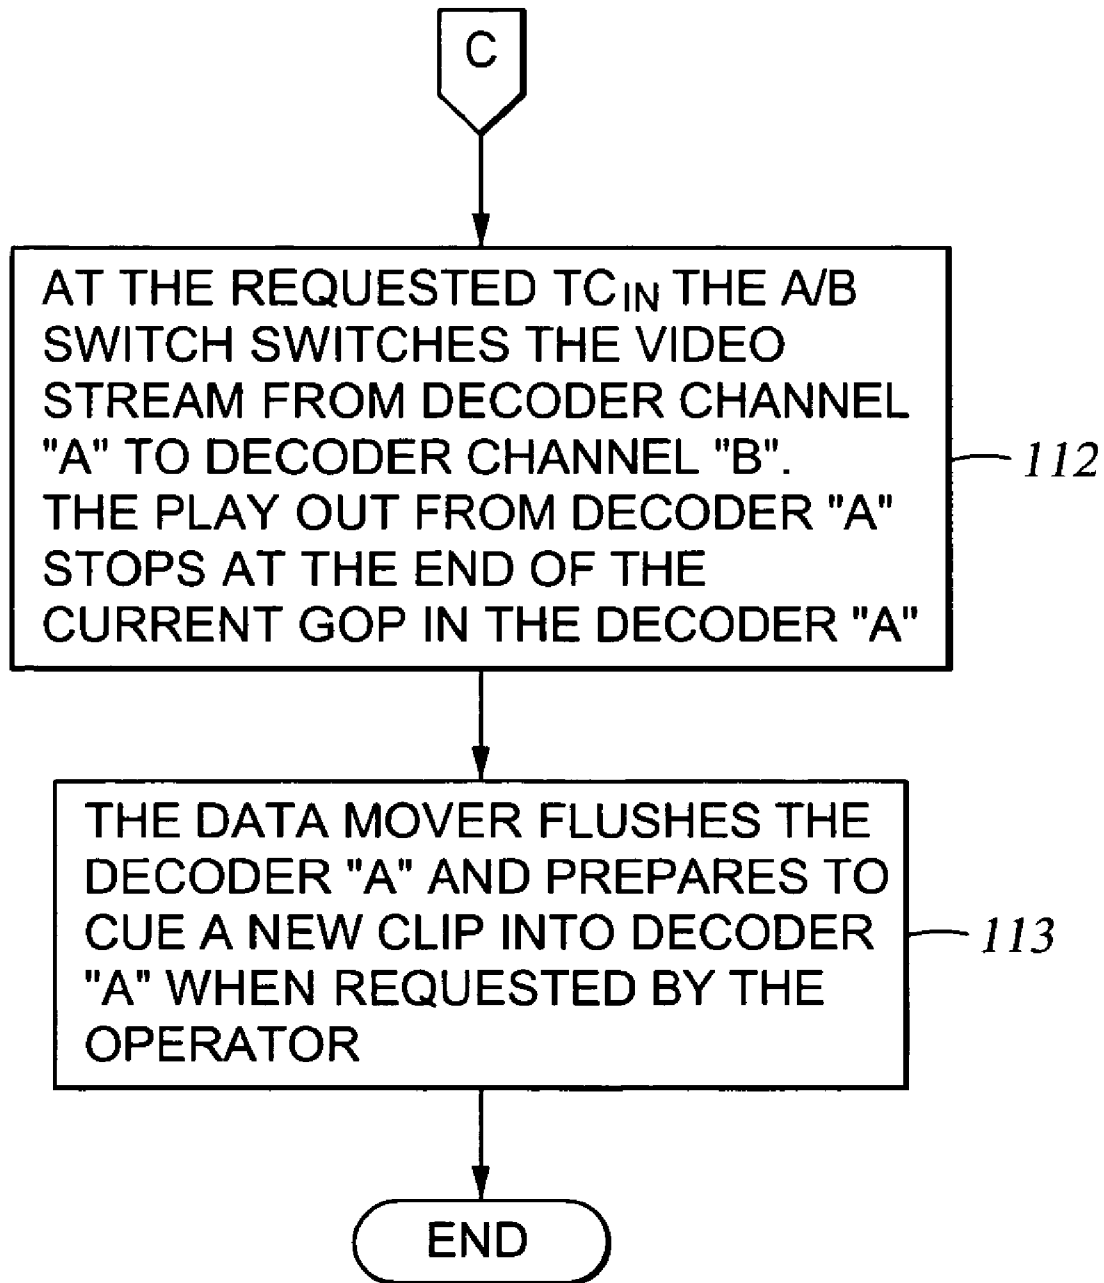 C
AT THE REQUESTED TC_IN THE A/B
SWITCH SWITCHES THE VIDEO
STREAM FROM DECODER CHANNEL
"A" TO DECODER CHANNEL "B".
THE PLAY OUT FROM DECODER "A"
STOPS AT THE END OF THE
CURRENT GOP IN THE DECODER "A"
112
THE DATA MOVER FLUSHES THE
DECODER "A" AND PREPARES TO
CUE A NEW CLIP INTO DECODER
"A" WHEN REQUESTED BY THE
OPERATOR
113
END